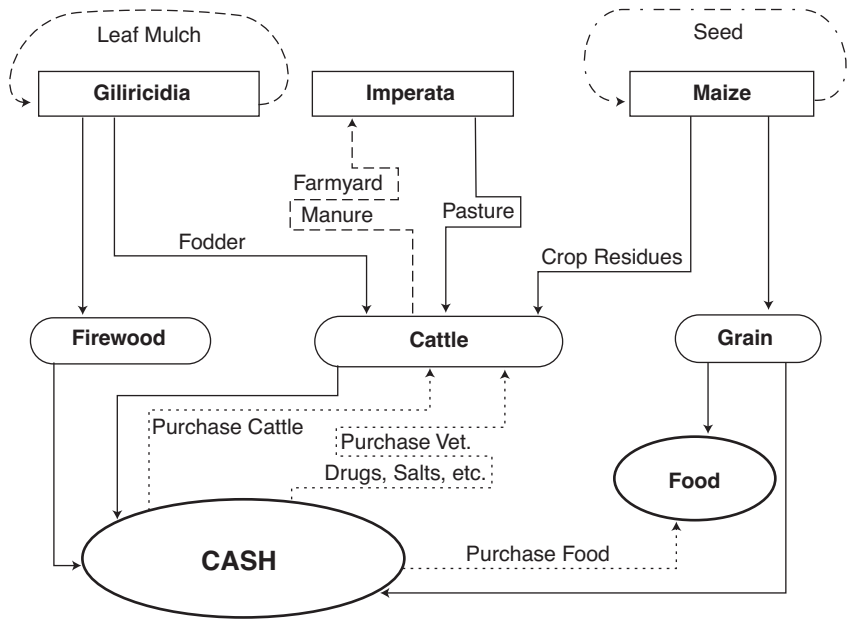 Leaf Mulch
Seed
Giliricidia
Imperata
Maize
Farmyard
Manure
Pasture
Fodder
Crop Residues
Firewood
Cattle
Grain
Purchase Cattle
Purchase Vet.
Drugs, Salts, etc.
Food
CASH
Purchase Food